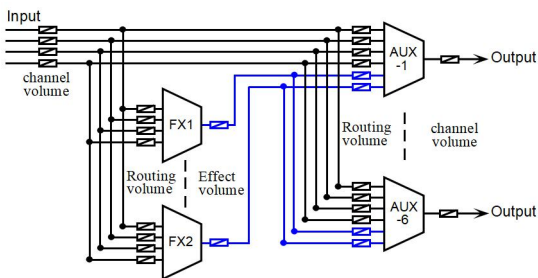 Input
channel
volume
FX1
Routing
volume
Effect
volume
FX2
AUX
-1
Output
Routing
volume
channel
volume
AUX
-6
Output